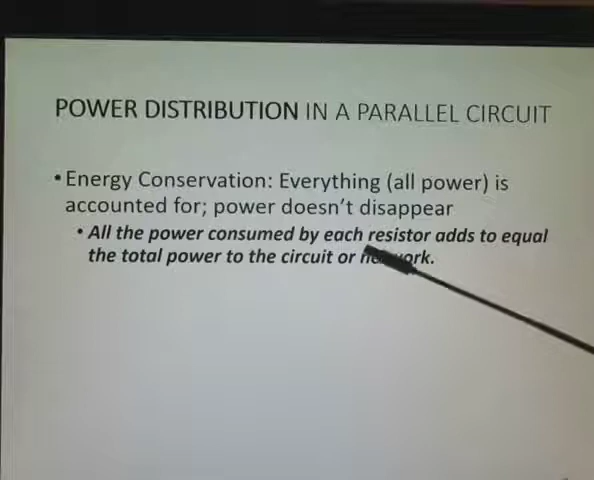 POWER DISTRIBUTION IN A PARALLEL CIRCUIT
• Energy Conservation: Everything (all power) is
accounted for; power doesn't disappear
• All the power consumed by each resistor adds to equal
the total power to the circuit or